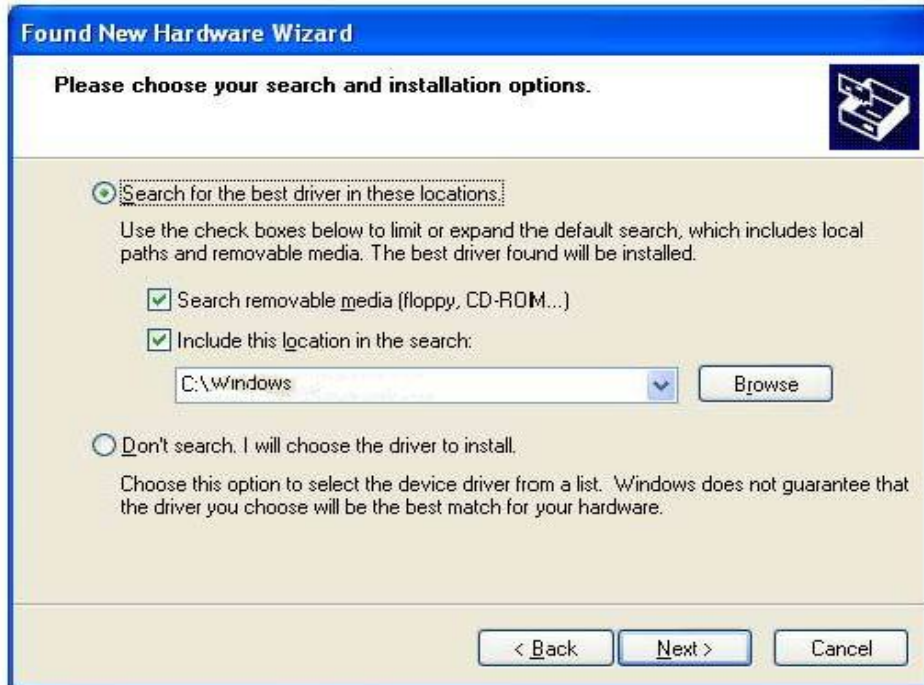 Found New Hardware Wizard
Please choose your search and installation options.
Search for the best driver in these locations.
Use the check boxes below to limit or expand the default search, which includes local
paths and removable media. The best driver found will be installed.
Search removable media (floppy, CD-ROM...)
Include this location in the search:
C:\Windows
Browse
Don't search. I will choose the driver to install.
Choose this option to select the device driver from a list. Windows does not guarantee that
the driver you choose will be the best match for your hardware.
< Back Next > Cancel